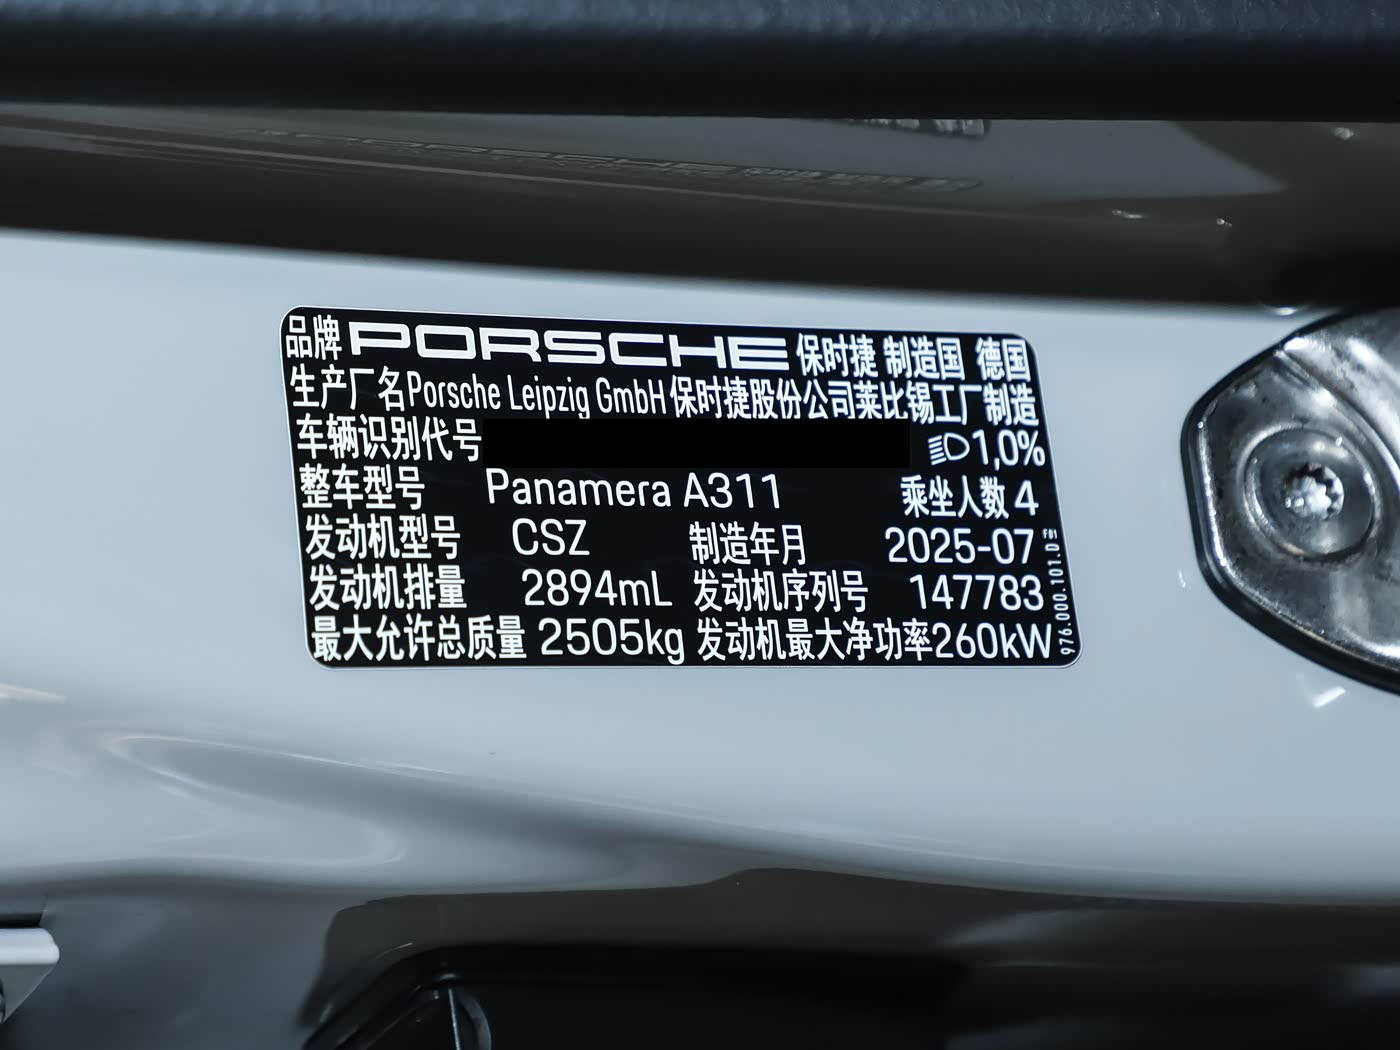 品牌 PORSCHE 保时捷 制造国 德国
生产厂名Porsche Leipzig GmbH 保时捷股份公司莱比锡工厂制造
车辆识别代号 1,0%
整车型号 Panamera A311 乘坐人数 4
发动机型号 CSZ 制造年月 2025-07
发动机排量 2894mL 发动机序列号 147783
最大允许总质量 2505kg 发动机最大净功率260kW
976.000.101.0